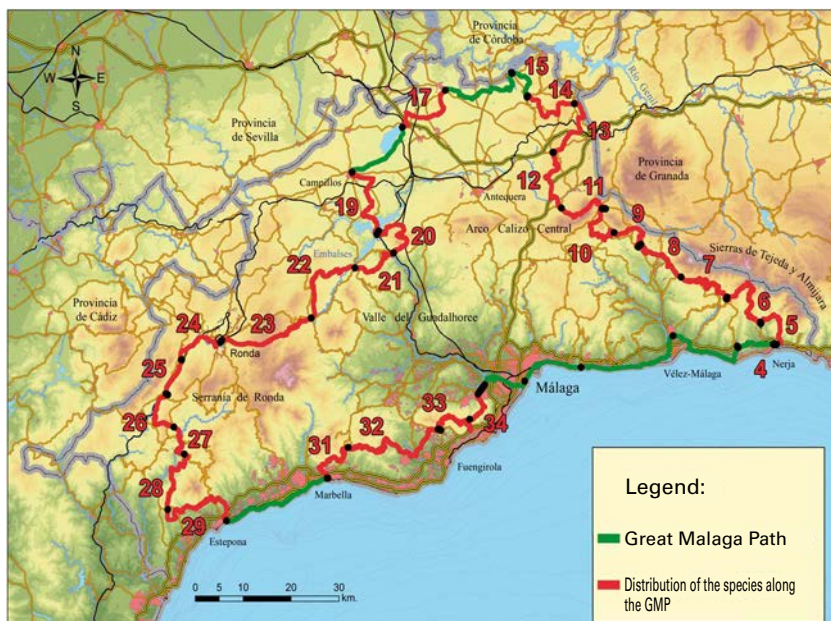 Provincia
de Córdoba
N
W E
S
Río Genil
15
17
14
Provincia
de Sevilla
13
Provincia
de Granada
Campillos
12
Antequera
11
19
Arco Calizo Central
9
20
10
Sierras de Tejeda y Almijara
Embalses
8
22
21
7
Provincia
de Cádiz
6
24
23
Valle del Guadalhorce
5
Ronda
Nerja
25
Málaga
Vélez-Málaga
4
Serranía de Ronda
26
33
27
32
34
31
Fuengirola
28
Marbella
29
Estepona
0 5 10 20 30
km.
Legend:
Great Malaga Path
Distribution of the species along
the GMP